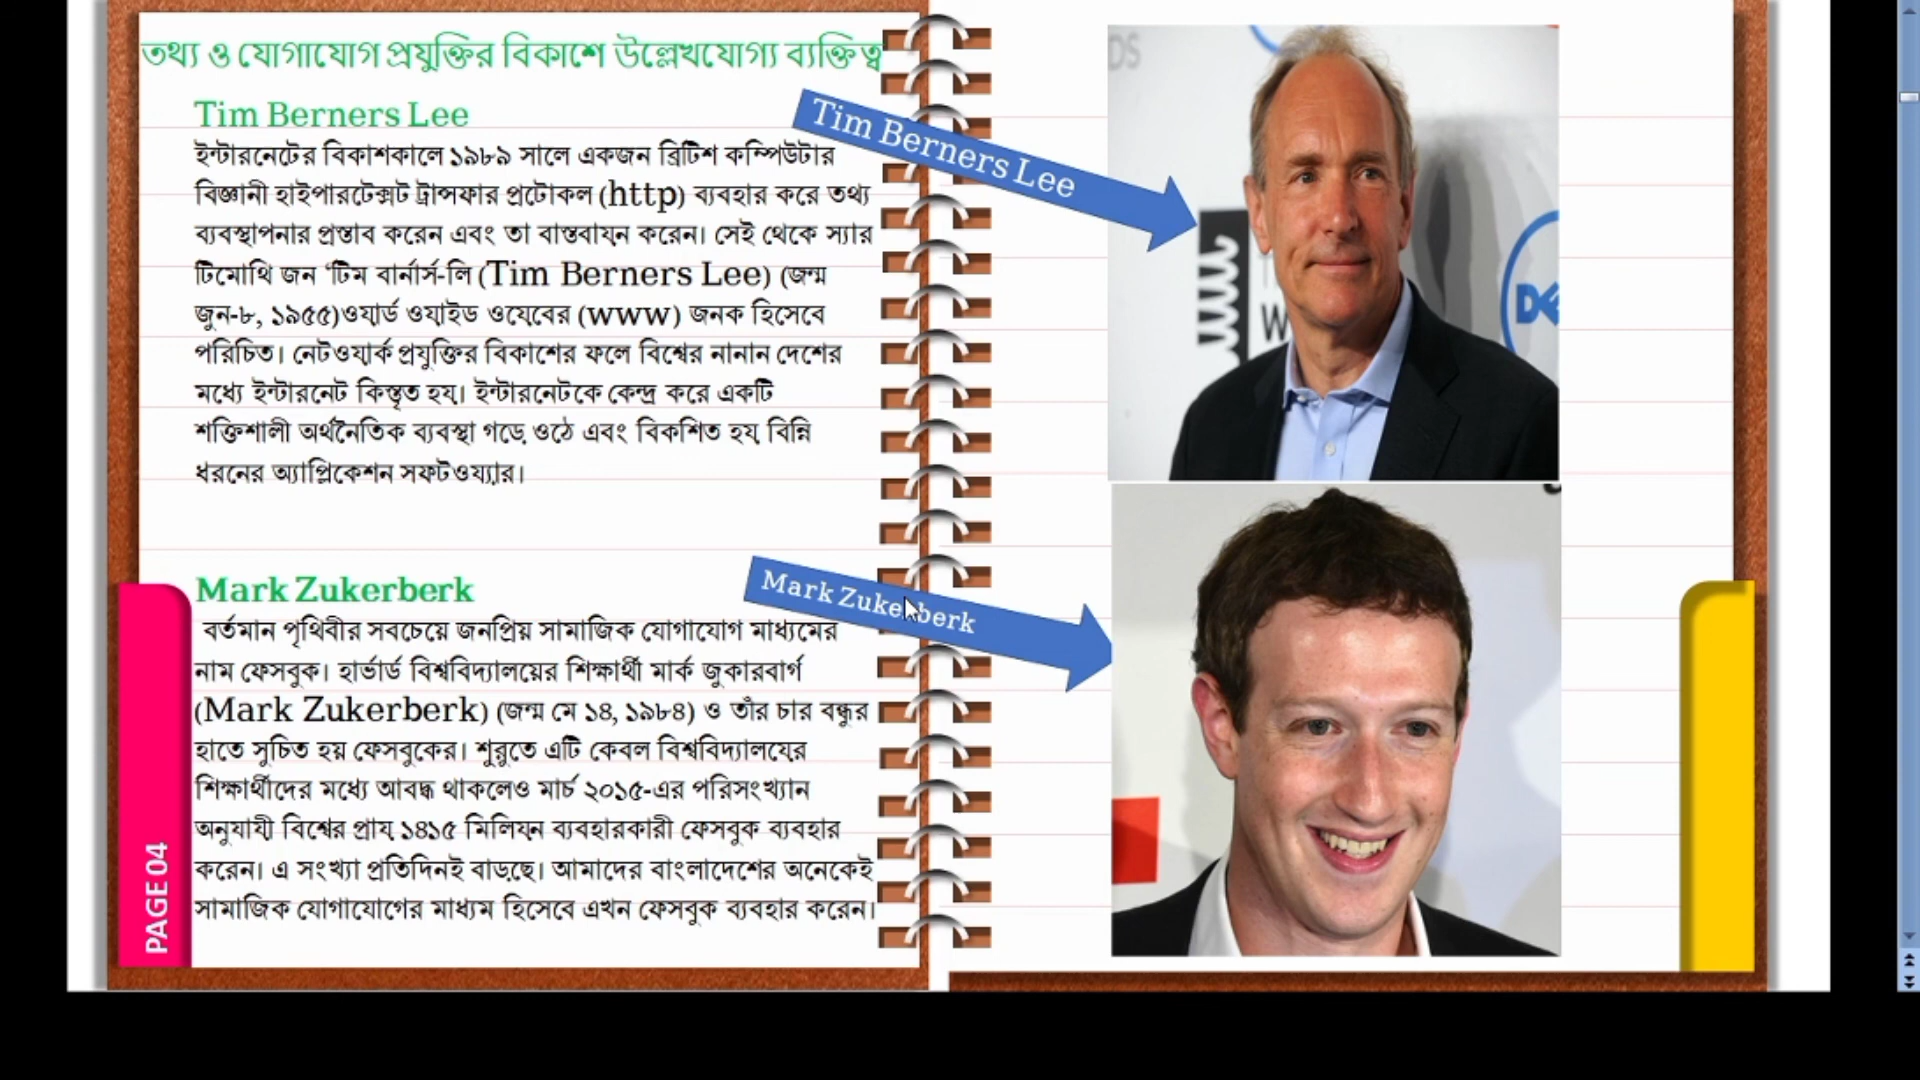 তথ্য ও যোগাযোগ প্রযুক্তির বিকাশে উল্লেখযোগ্য ব্যক্তিত্ব
Tim Berners Lee
ইন্টারনেটের বিকাশকালে ১৯৮৯ সালে একজন ব্রিটিশ কম্পিউটার
বিজ্ঞানী হাইপারটেক্সট ট্রান্সফার প্রটোকল (http) ব্যবহার করে তথ্য
ব্যবস্থাপনার প্রস্তাব করেন এবং তা বাস্তবায়ন করেন। সেই থেকে স্যার
টিমোথি জন ‘টিম বার্নার্স-লি (Tim Berners Lee) (জন্ম
জুন-৮, ১৯৫৫)ওয়ার্ড ওয়াইড ওয়েবের (www) জনক হিসেবে
পরিচিত। নেটওয়ার্ক প্রযুক্তির বিকাশের ফলে বিশ্বের নানান দেশের
মধ্যে ইন্টারনেট কিস্তৃত হয়। ইন্টারনেটকে কেন্দ্র করে একটি
শক্তিশালী অর্থনৈতিক ব্যবস্থা গড়ে ওঠে এবং বিকশিত হয় বিন্নি
ধরনের অ্যাপ্লিকেশন সফটওয়্যার।
Mark Zukerberk
বর্তমান পৃথিবীর সবচেয়ে জনপ্রিয় সামাজিক যোগাযোগ মাধ্যমের
নাম ফেসবুক। হার্ভার্ড বিশ্ববিদ্যালয়ের শিক্ষার্থী মার্ক জুকারবার্গ
(Mark Zukerberk) (জন্ম মে ১৪, ১৯৮৪) ও তাঁর চার বন্ধুর
হাতে সুচিত হয় ফেসবুকের। শুরুতে এটি কেবল বিশ্ববিদ্যালয়ের
শিক্ষার্থীদের মধ্যে আবদ্ধ থাকলেও মার্চ ২০১৫-এর পরিসংখ্যান
অনুযায়ী বিশ্বের প্রায় ১৪১৫ মিলিয়ন ব্যবহারকারী ফেসবুক ব্যবহার
করেন। এ সংখ্যা প্রতিদিনই বাড়ছে। আমাদের বাংলাদেশের অনেকেই
সামাজিক যোগাযোগের মাধ্যম হিসেবে এখন ফেসবুক ব্যবহার করেন।
PAGE 04
Tim Berners Lee
Mark Zukerberk